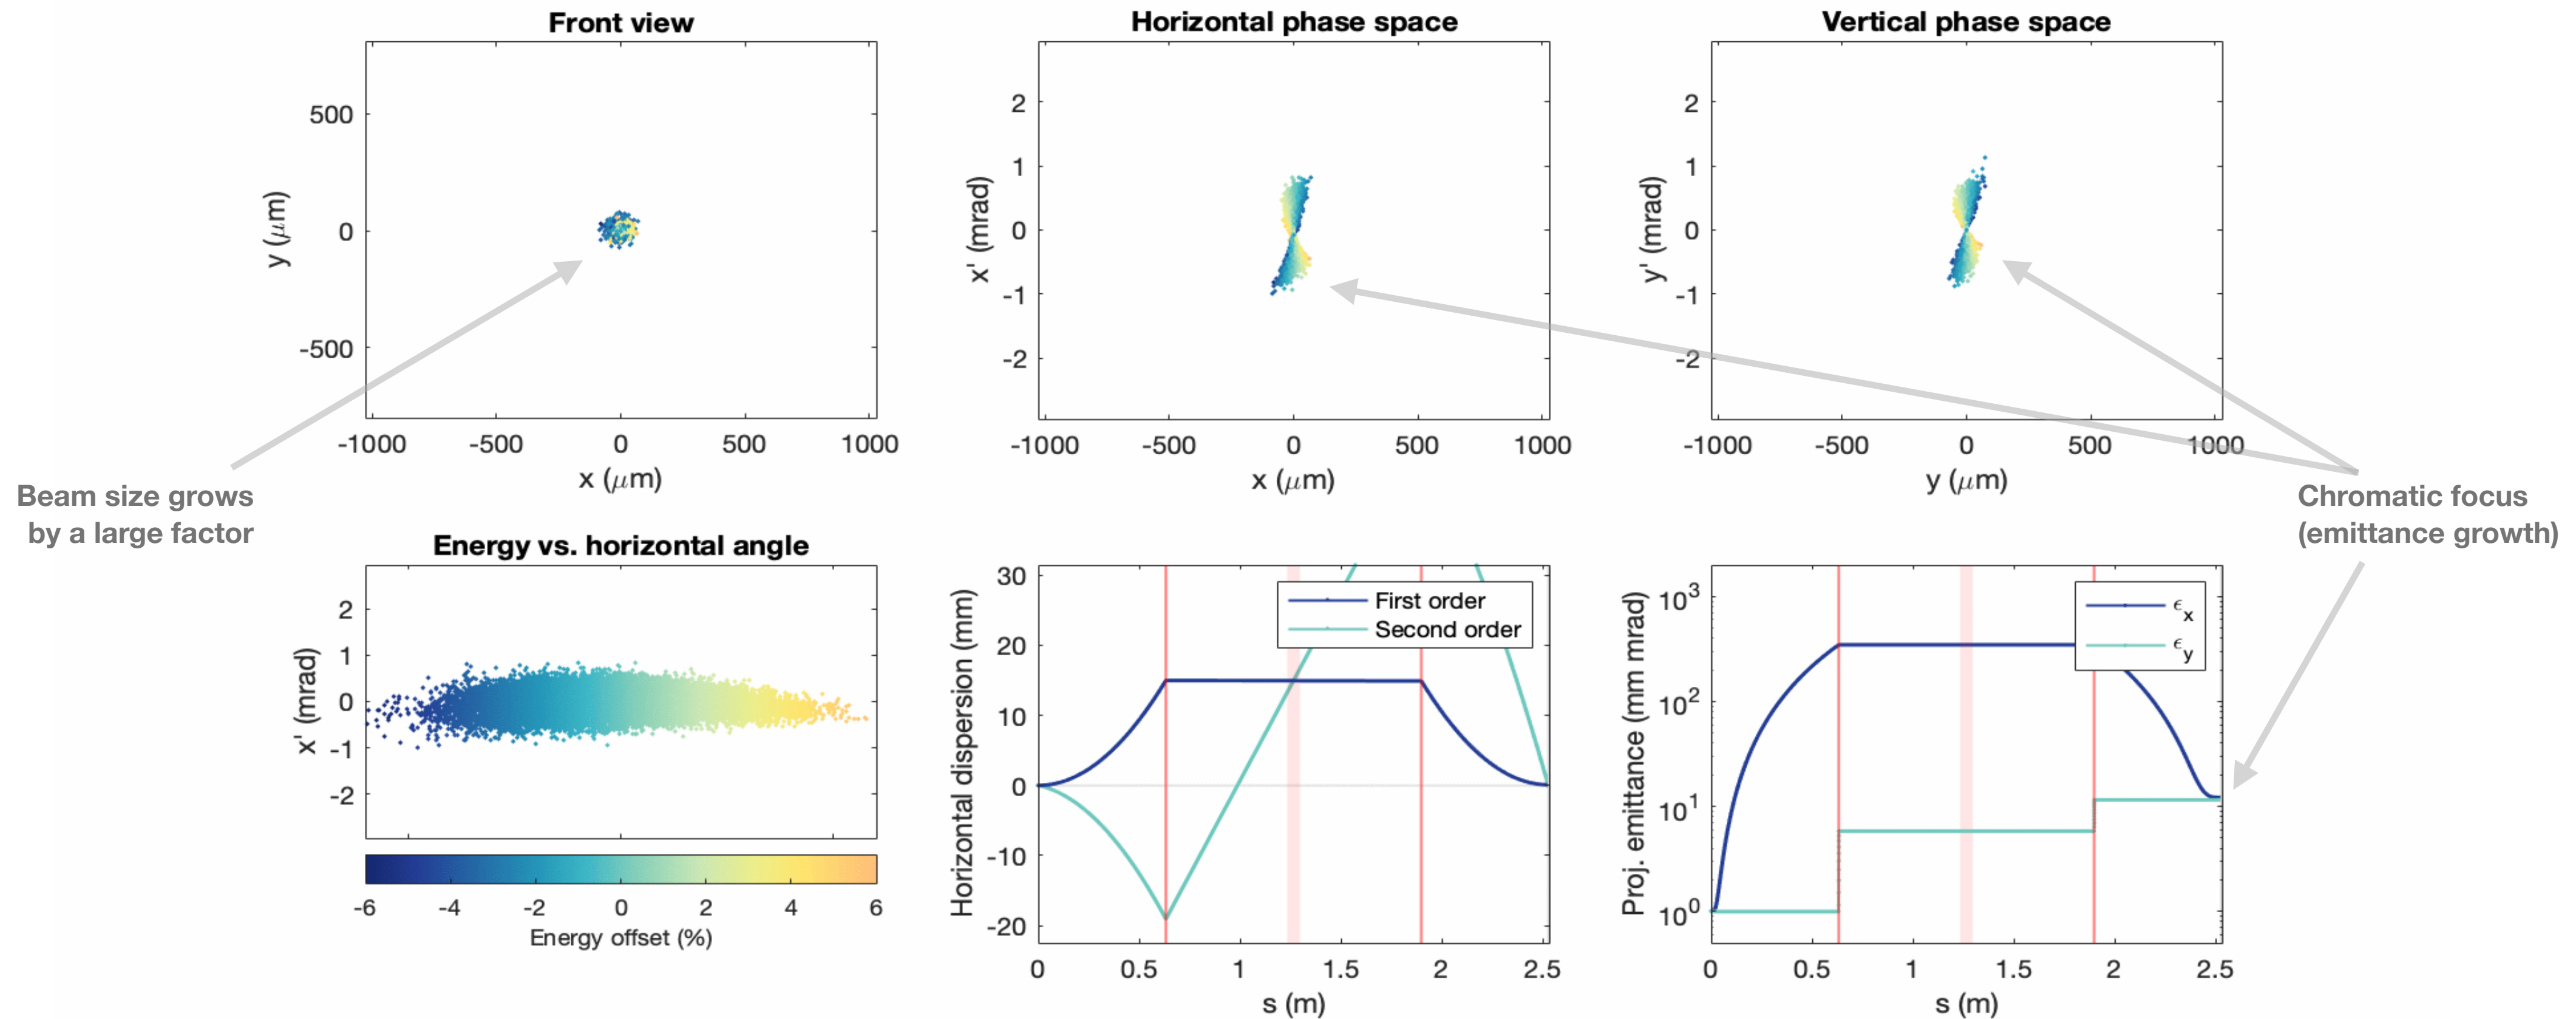 Front view
y (μm)
500
0
-500
-1000
-500
0
500
1000
x (μm)
Horizontal phase space
x' (mrad)
2
1
0
-1
-2
-1000
-500
0
500
1000
x (μm)
Vertical phase space
y' (mrad)
2
1
0
-1
-2
-1000
-500
0
500
1000
y (μm)
Beam size grows
by a large factor
Chromatic focus
(emittance growth)
Energy vs. horizontal angle
x' (mrad)
2
1
0
-1
-2
-6
-4
-2
0
2
4
6
Energy offset (%)
Horizontal dispersion (mm)
30
20
10
0
-10
-20
First order
Second order
0
0.5
1
1.5
2
2.5
s (m)
Proj. emittance (mm mrad)
10³
10²
10¹
10⁰
ϵx
ϵy
0
0.5
1
1.5
2
2.5
s (m)